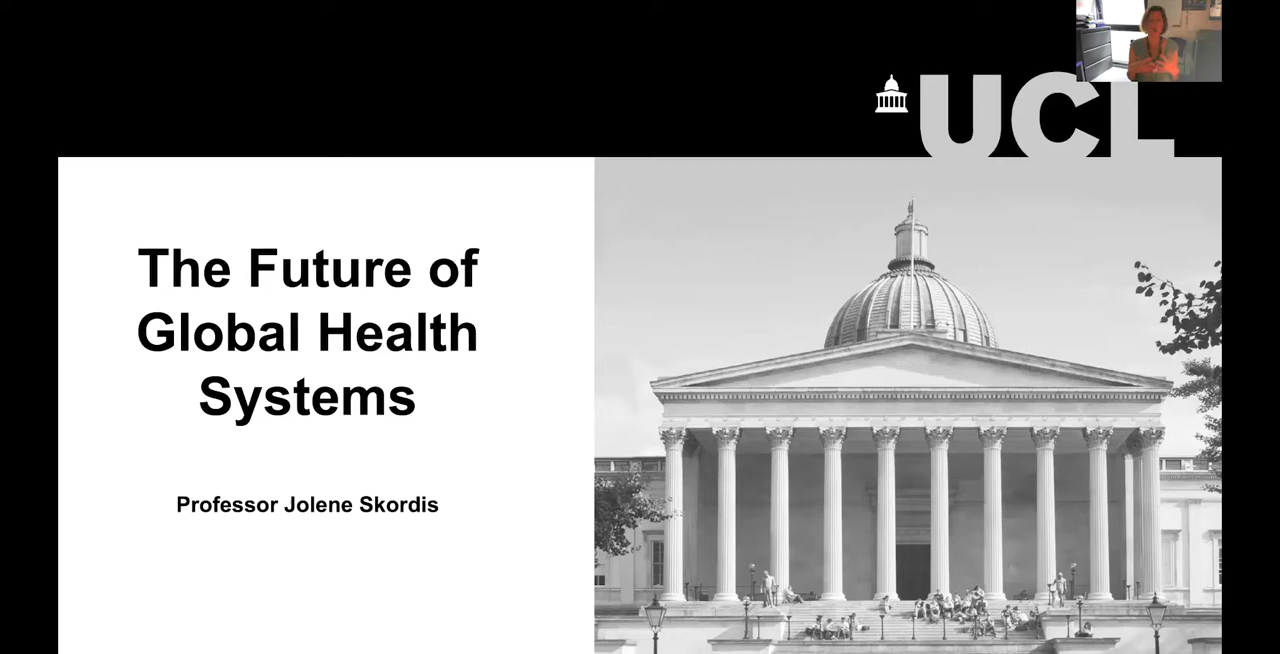 UCL
The Future of
Global Health
Systems
Professor Jolene Skordis